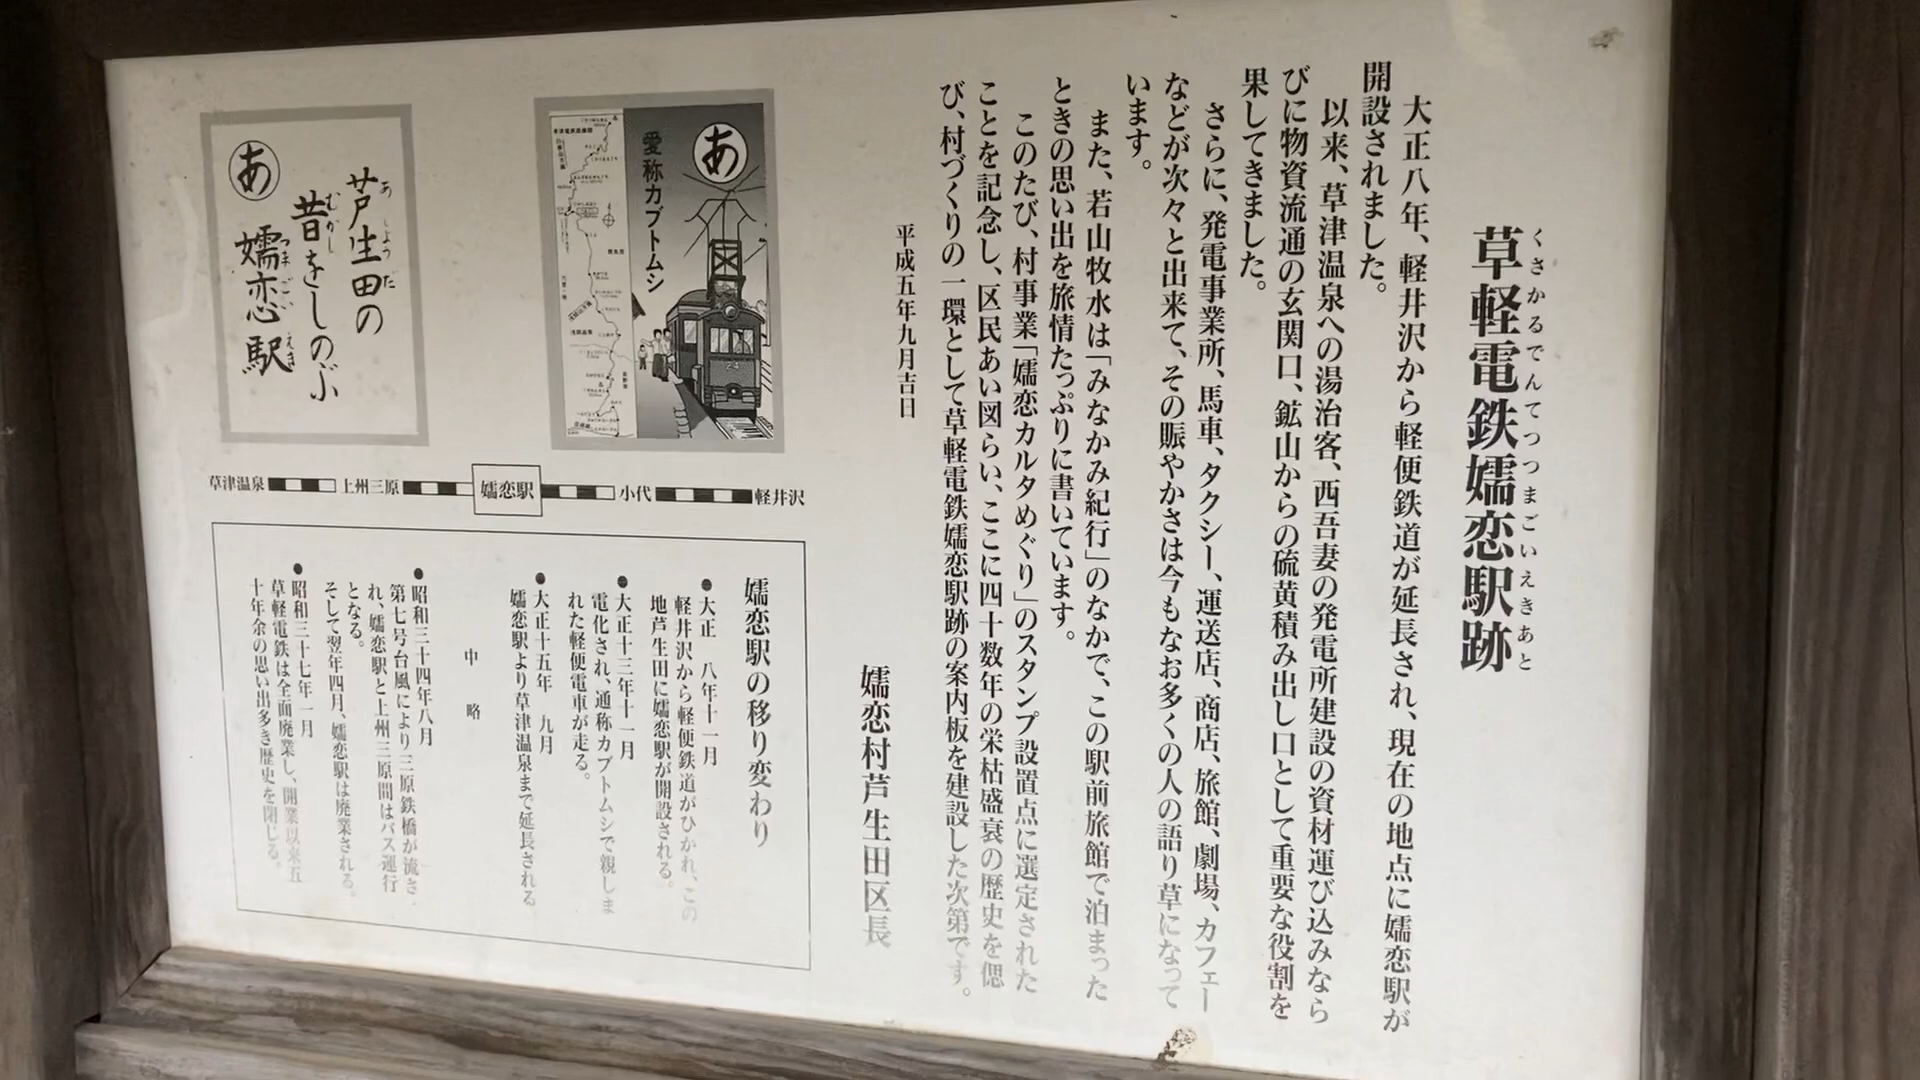 草軽電鉄嬬恋駅跡
くさかるでんてつつまごいえきあと
大正八年、軽井沢から軽便鉄道が延長され、現在の地点に嬬恋駅が
開設されました。
以来、草津温泉への湯治客、西吾妻の発電所建設の資材運び込みなら
びに物資流通の玄関口、鉱山からの硫黄積み出し口として重要な役割を
果してきました。
さらに、発電事業所、馬車、タクシー、運送店、商店、旅館、劇場、カフェー
などが次々と出来て、その賑やかさは今もなお多くの人の語り草になって
います。
また、若山牧水は「みなかみ紀行」のなかで、この駅前旅館で泊まった
ときの思い出を旅情たっぷりに書いています。
このたび、村事業「嬬恋カルタめぐり」のスタンプ設置点に選定された
ことを記念し、区民あい図らい、ここに四十数年の栄枯盛衰の歴史を偲
び、村づくりの一環として草軽電鉄嬬恋駅跡の案内板を建設した次第です。
平成五年九月吉日
嬬恋村芦生田区長
あ
愛称カブトムシ
24
あ
芦生田の
あしようだ
昔をしのぶ
むかし
嬬恋駅
つまごいえき
草津温泉 上州三原 嬬恋駅 小代 軽井沢
嬬恋駅の移り変わり
●大正 八年十一月
軽井沢から軽便鉄道がひかれ、この
地芦生田に嬬恋駅が開設される。
●大正十三年十一月
電化され、通称カブトムシで親しま
れた軽便電車が走る。
●大正十五年 九月
嬬恋駅より草津温泉まで延長される
中略
●昭和三十四年八月
第七号台風により三原鉄橋が流さ
れ、嬬恋駅と上州三原間はバス運行
となる。
そして翌年四月、嬬恋駅は廃業される。
●昭和三十七年一月
草軽電鉄は全面廃業し、開業以来五
十年余の思い出多き歴史を閉じる。